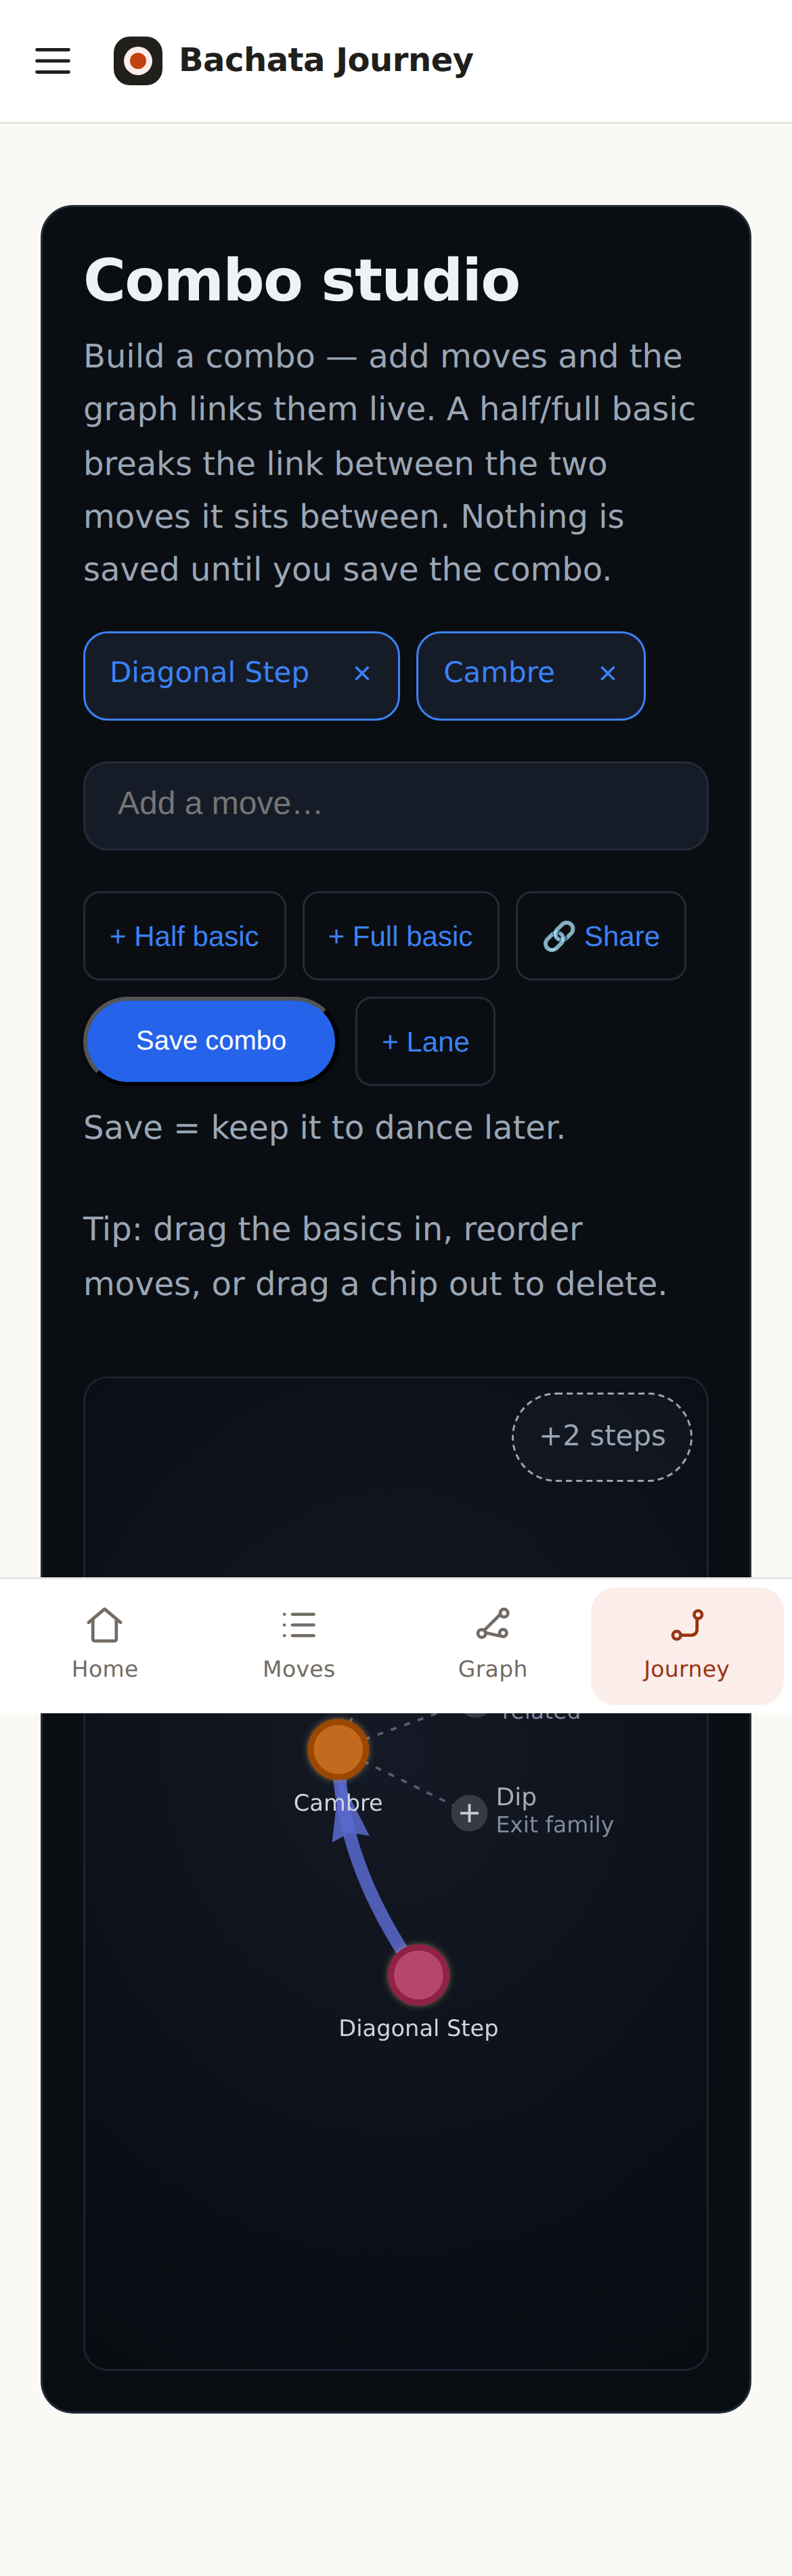 Bachata Journey
Combo studio
Build a combo — add moves and the
graph links them live. A half/full basic
breaks the link between the two
moves it sits between. Nothing is
saved until you save the combo.
Diagonal Step ✕ Cambre ✕
Add a move…
+ Half basic + Full basic 🔗 Share
Save combo + Lane
Save = keep it to dance later.
Tip: drag the basics in, reorder
moves, or drag a chip out to delete.
+2 steps
Home Moves Graph Journey
related
Cambre
Dip
Exit family
Diagonal Step